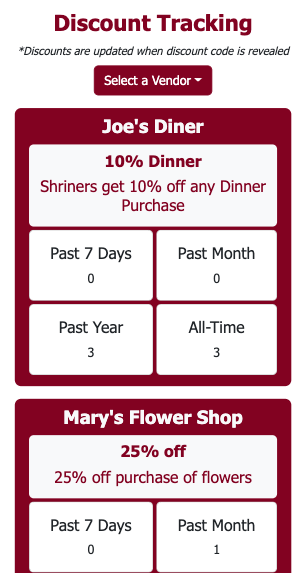 Discount Tracking
*Discounts are updated when discount code is revealed
Select a Vendor
Joe's Diner
10% Dinner
Shriners get 10% off any Dinner
Purchase
Past 7 Days
Past Month
0
0
Past Year
All-Time
3
3
Mary's Flower Shop
25% off
25% off purchase of flowers
Past 7 Days
Past Month
0
1